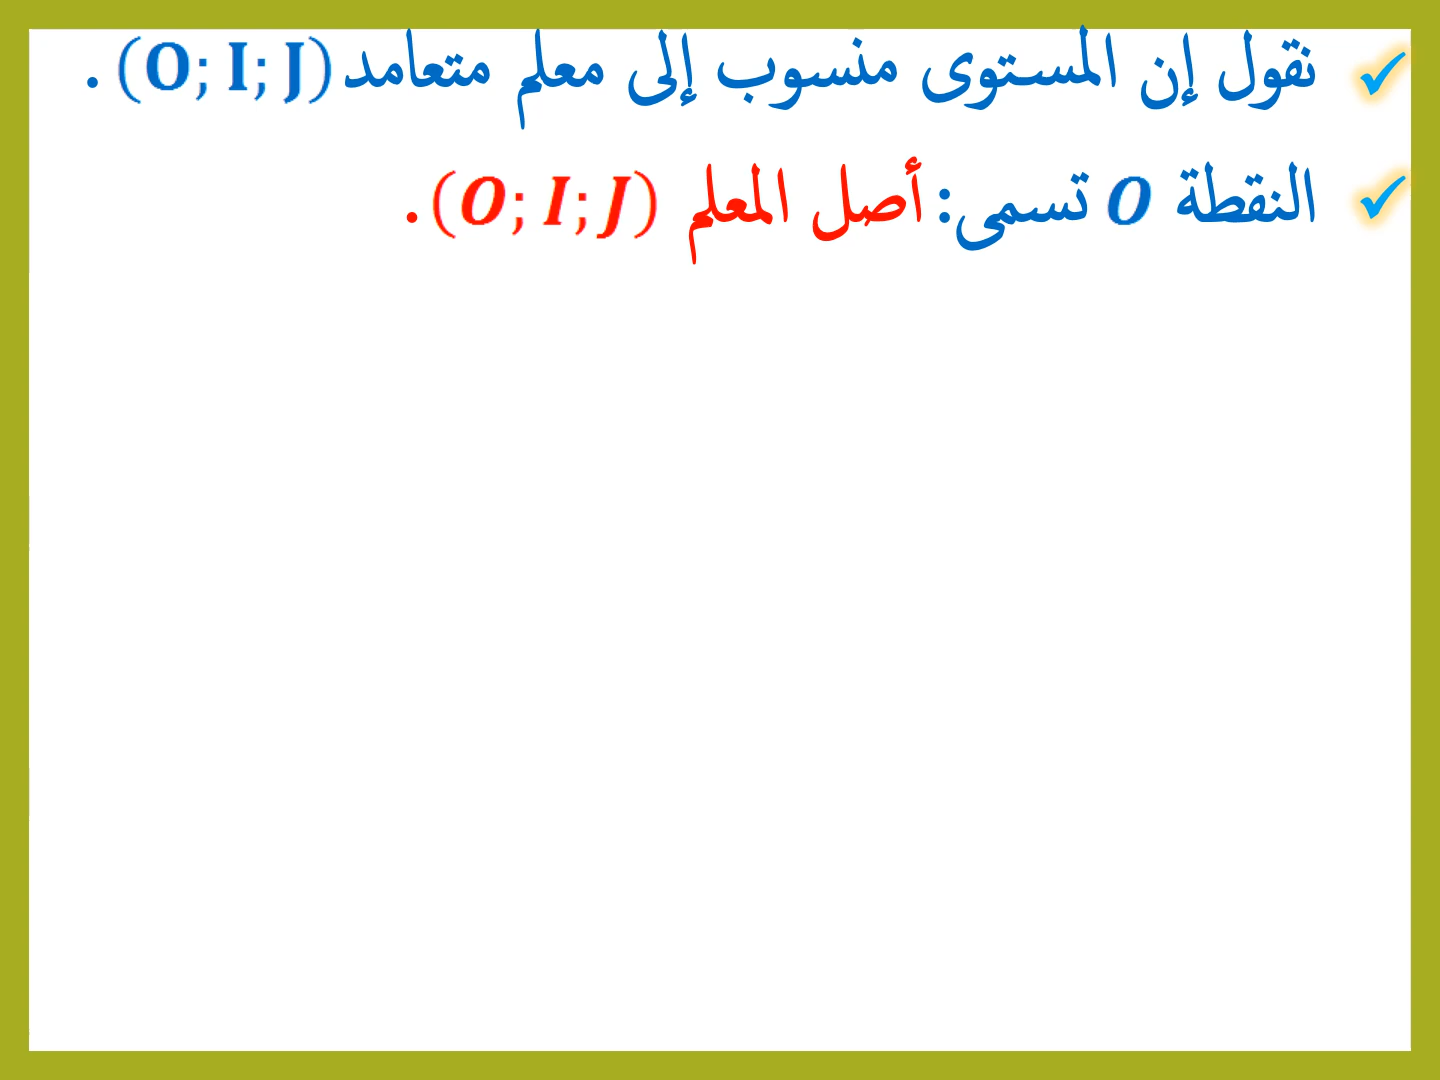 ✓ نقول إن المستوى منسوب إلى معلم متعامد (O; I; J) .
✓ النقطة O تسمى: أصل المعلم (O; I; J) .